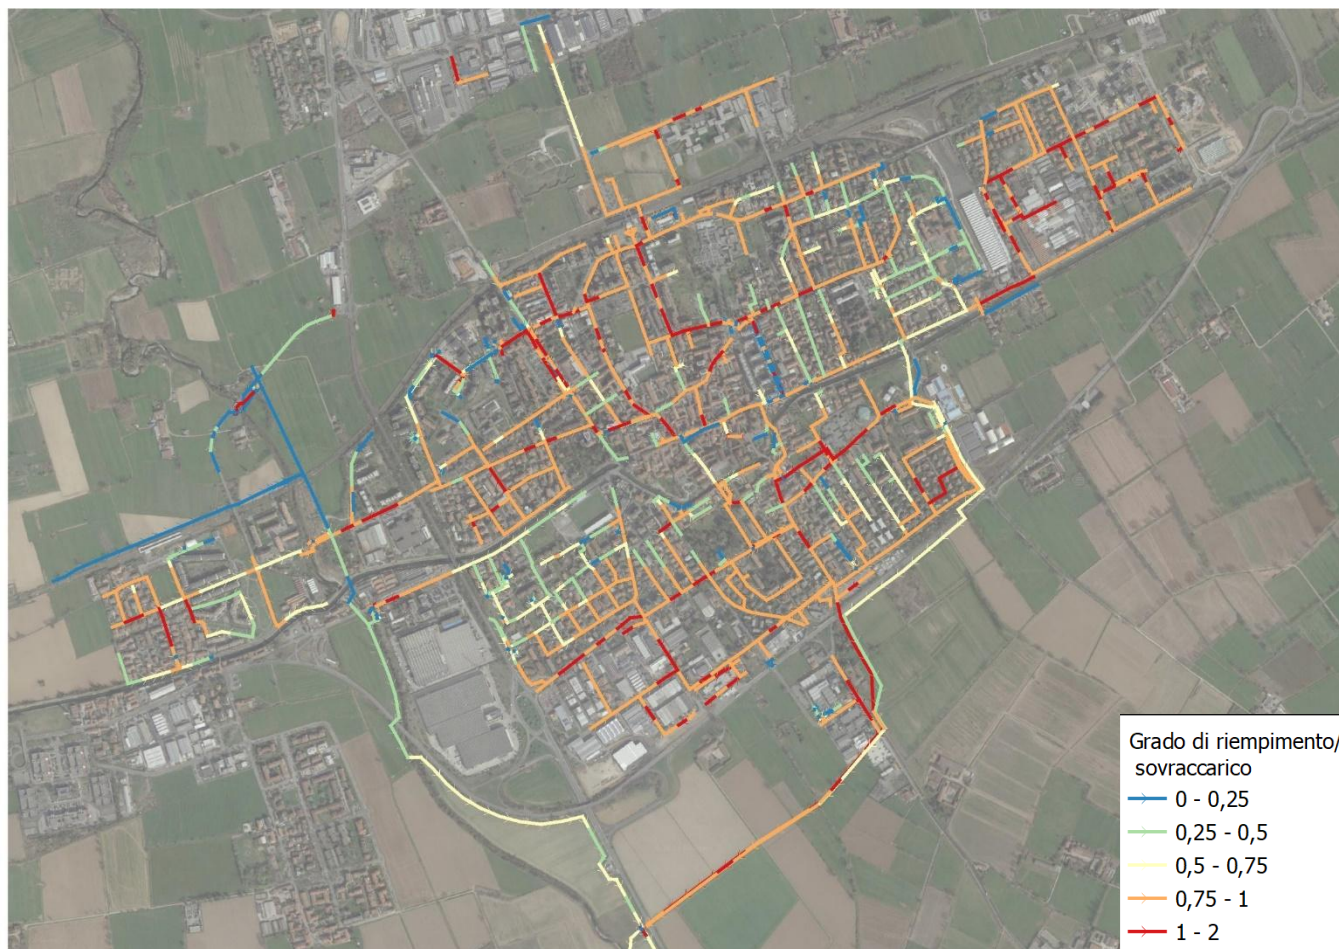 Grado di riempimento/
sovraccarico
0 - 0,25
0,25 - 0,5
0,5 - 0,75
0,75 - 1
1 - 2